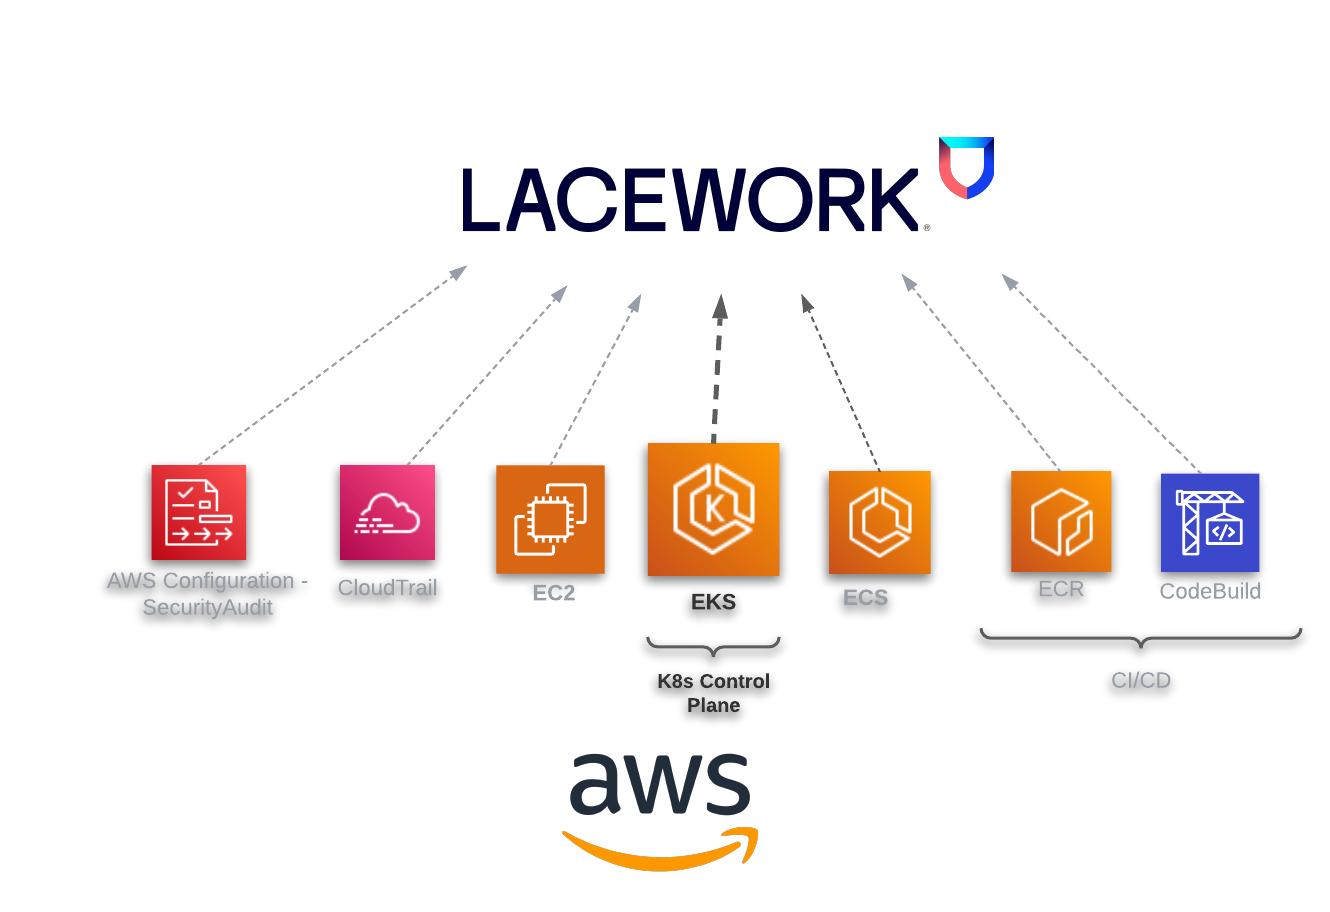 LACEWORK®
K
</>
AWS Configuration -
SecurityAudit
CloudTrail
EC2
EKS
ECS
ECR
CodeBuild
K8s Control
Plane
CI/CD
aws